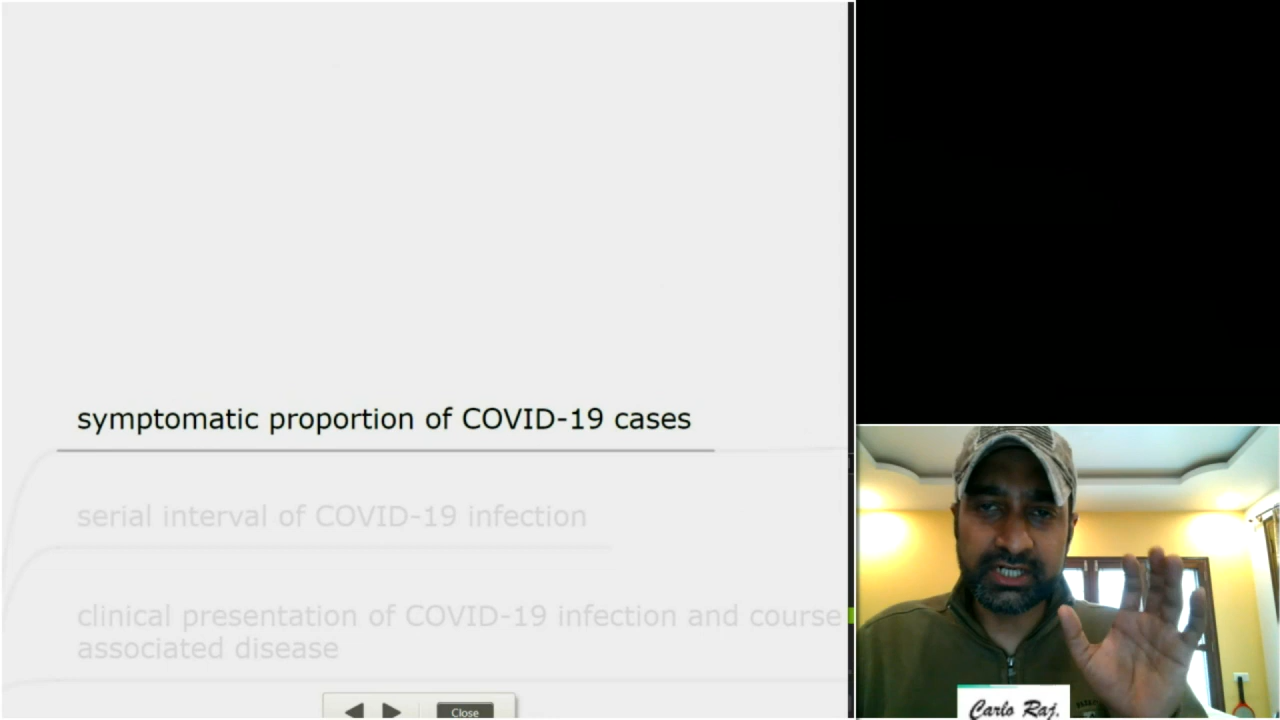 symptomatic proportion of COVID-19 cases
serial interval of COVID-19 infection
clinical presentation of COVID-19 infection and course
associated disease
Close
Carlo Raj.